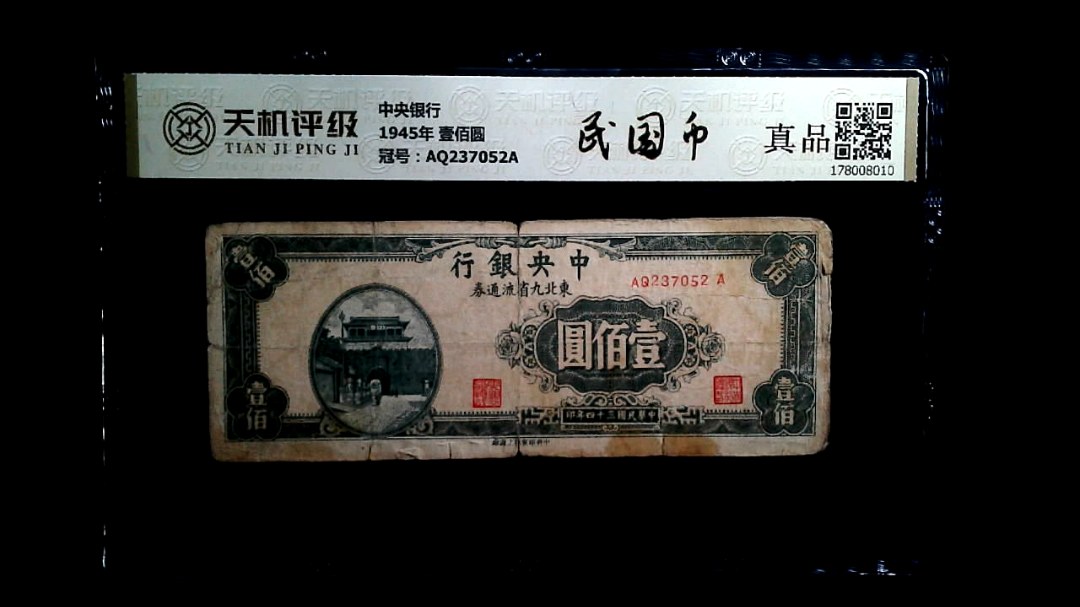 天机评级
TIAN JI PING JI
中央银行
1945年 壹佰圆
冠号：AQ237052A
民国币
真品
178008010
壹佰
壹佰
行銀央中
券通流省九北東
AQ237052 A
圓佰壹
印年四十三國民華中
壹佰
壹佰